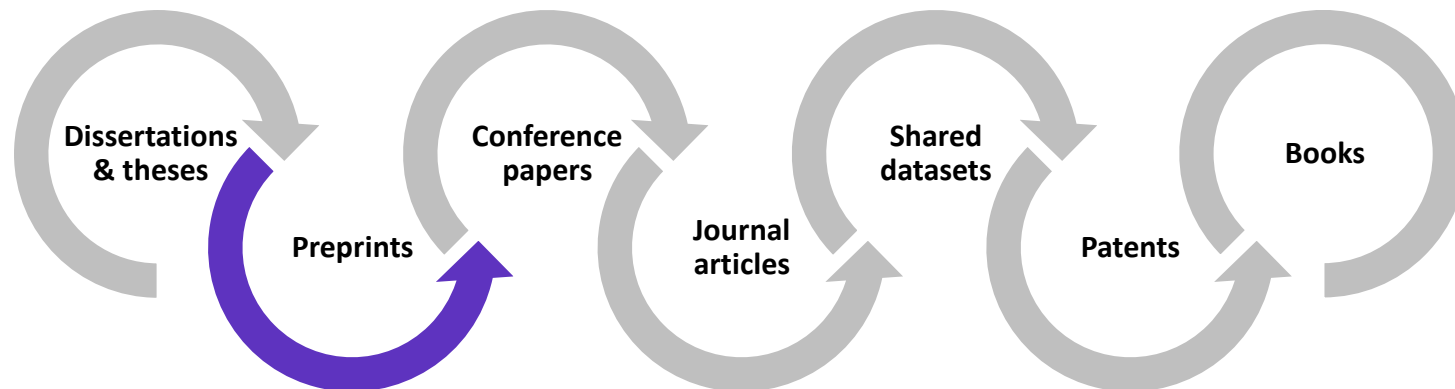 Dissertations
& theses
Preprints
Conference
papers
Journal
articles
Shared
datasets
Patents
Books